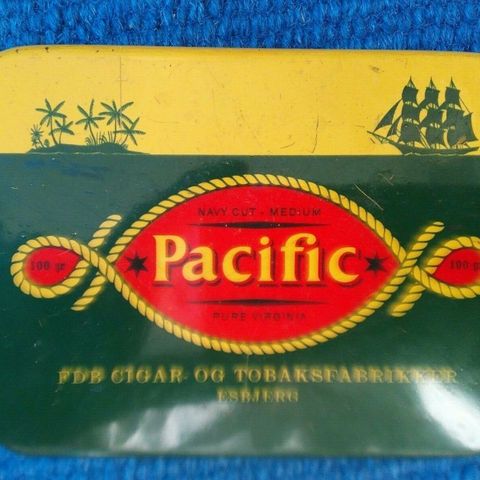 NAVY CUT - MEDIUM
100 gr Pacific 100 gr
PURE VIRGINIA
FDB CIGAR- OG TOBAKSFABRIKKER
ESBJERG